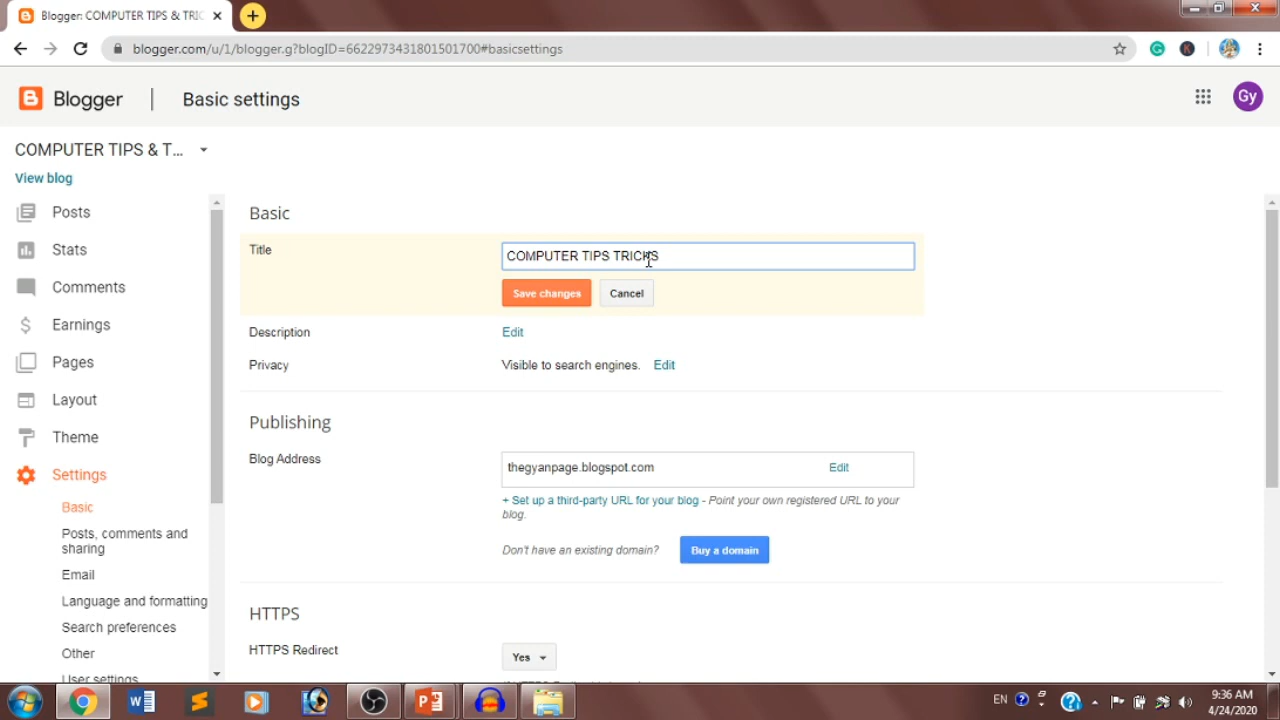 Blogger: COMPUTER TIPS & TRIC
blogger.com/u/1/blogger.g?blogID=6622973431801501700#basicsettings
Blogger | Basic settings
Gy
COMPUTER TIPS & T...
View blog
Posts
Stats
Comments
Earnings
Pages
Layout
Theme
Settings
Basic
Posts, comments and
sharing
Email
Language and formatting
Search preferences
Other
User settings
Basic
Title
COMPUTER TIPS TRICKS
Save changes Cancel
Description Edit
Privacy Visible to search engines. Edit
Publishing
Blog Address
thegyanpage.blogspot.com Edit
+ Set up a third-party URL for your blog - Point your own registered URL to your
blog.
Don't have an existing domain? Buy a domain
HTTPS
HTTPS Redirect Yes
EN
9:36 AM
4/24/2020